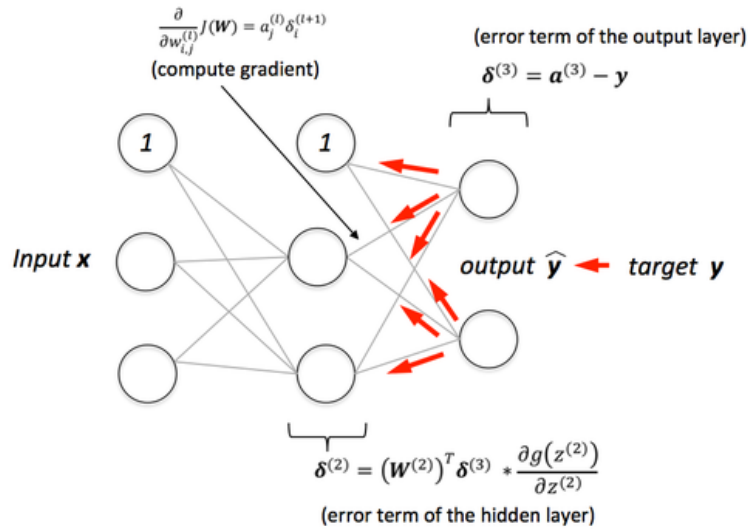 ∂/∂w_{i,j}^{(l)} J(W) = a_j^{(l)} δ_i^{(l+1)}
(compute gradient)
(error term of the output layer)
δ^{(3)} = a^{(3)} − y
1
1
Input x
output ŷ
target y
δ^{(2)} = (W^{(2)})^T δ^{(3)} * ∂g(z^{(2)})/∂z^{(2)}
(error term of the hidden layer)